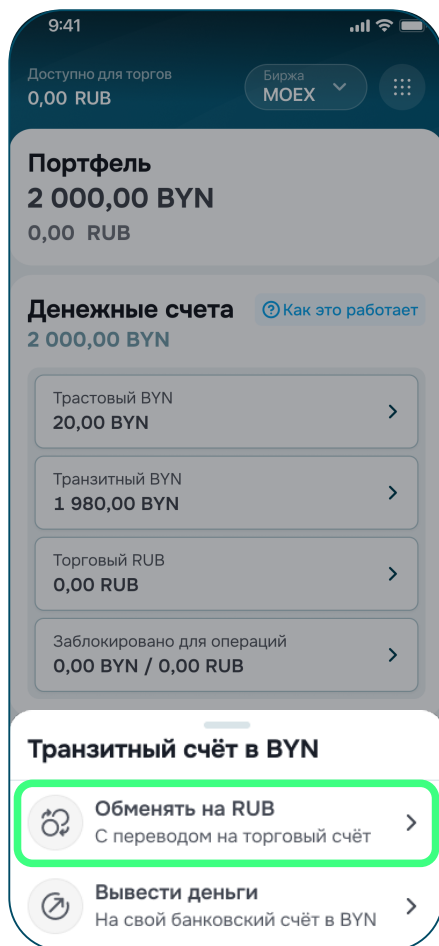 9:41
Доступно для торгов
0,00 RUB
Биржа
MOEX
Портфель
2 000,00 BYN
0,00 RUB
Денежные счета
Как это работает
2 000,00 BYN
Трастовый BYN
20,00 BYN
Транзитный BYN
1 980,00 BYN
Торговый RUB
0,00 RUB
Заблокировано для операций
0,00 BYN / 0,00 RUB
Транзитный счёт в BYN
Обменять на RUB
С переводом на торговый счёт
Вывести деньги
На свой банковский счёт в BYN